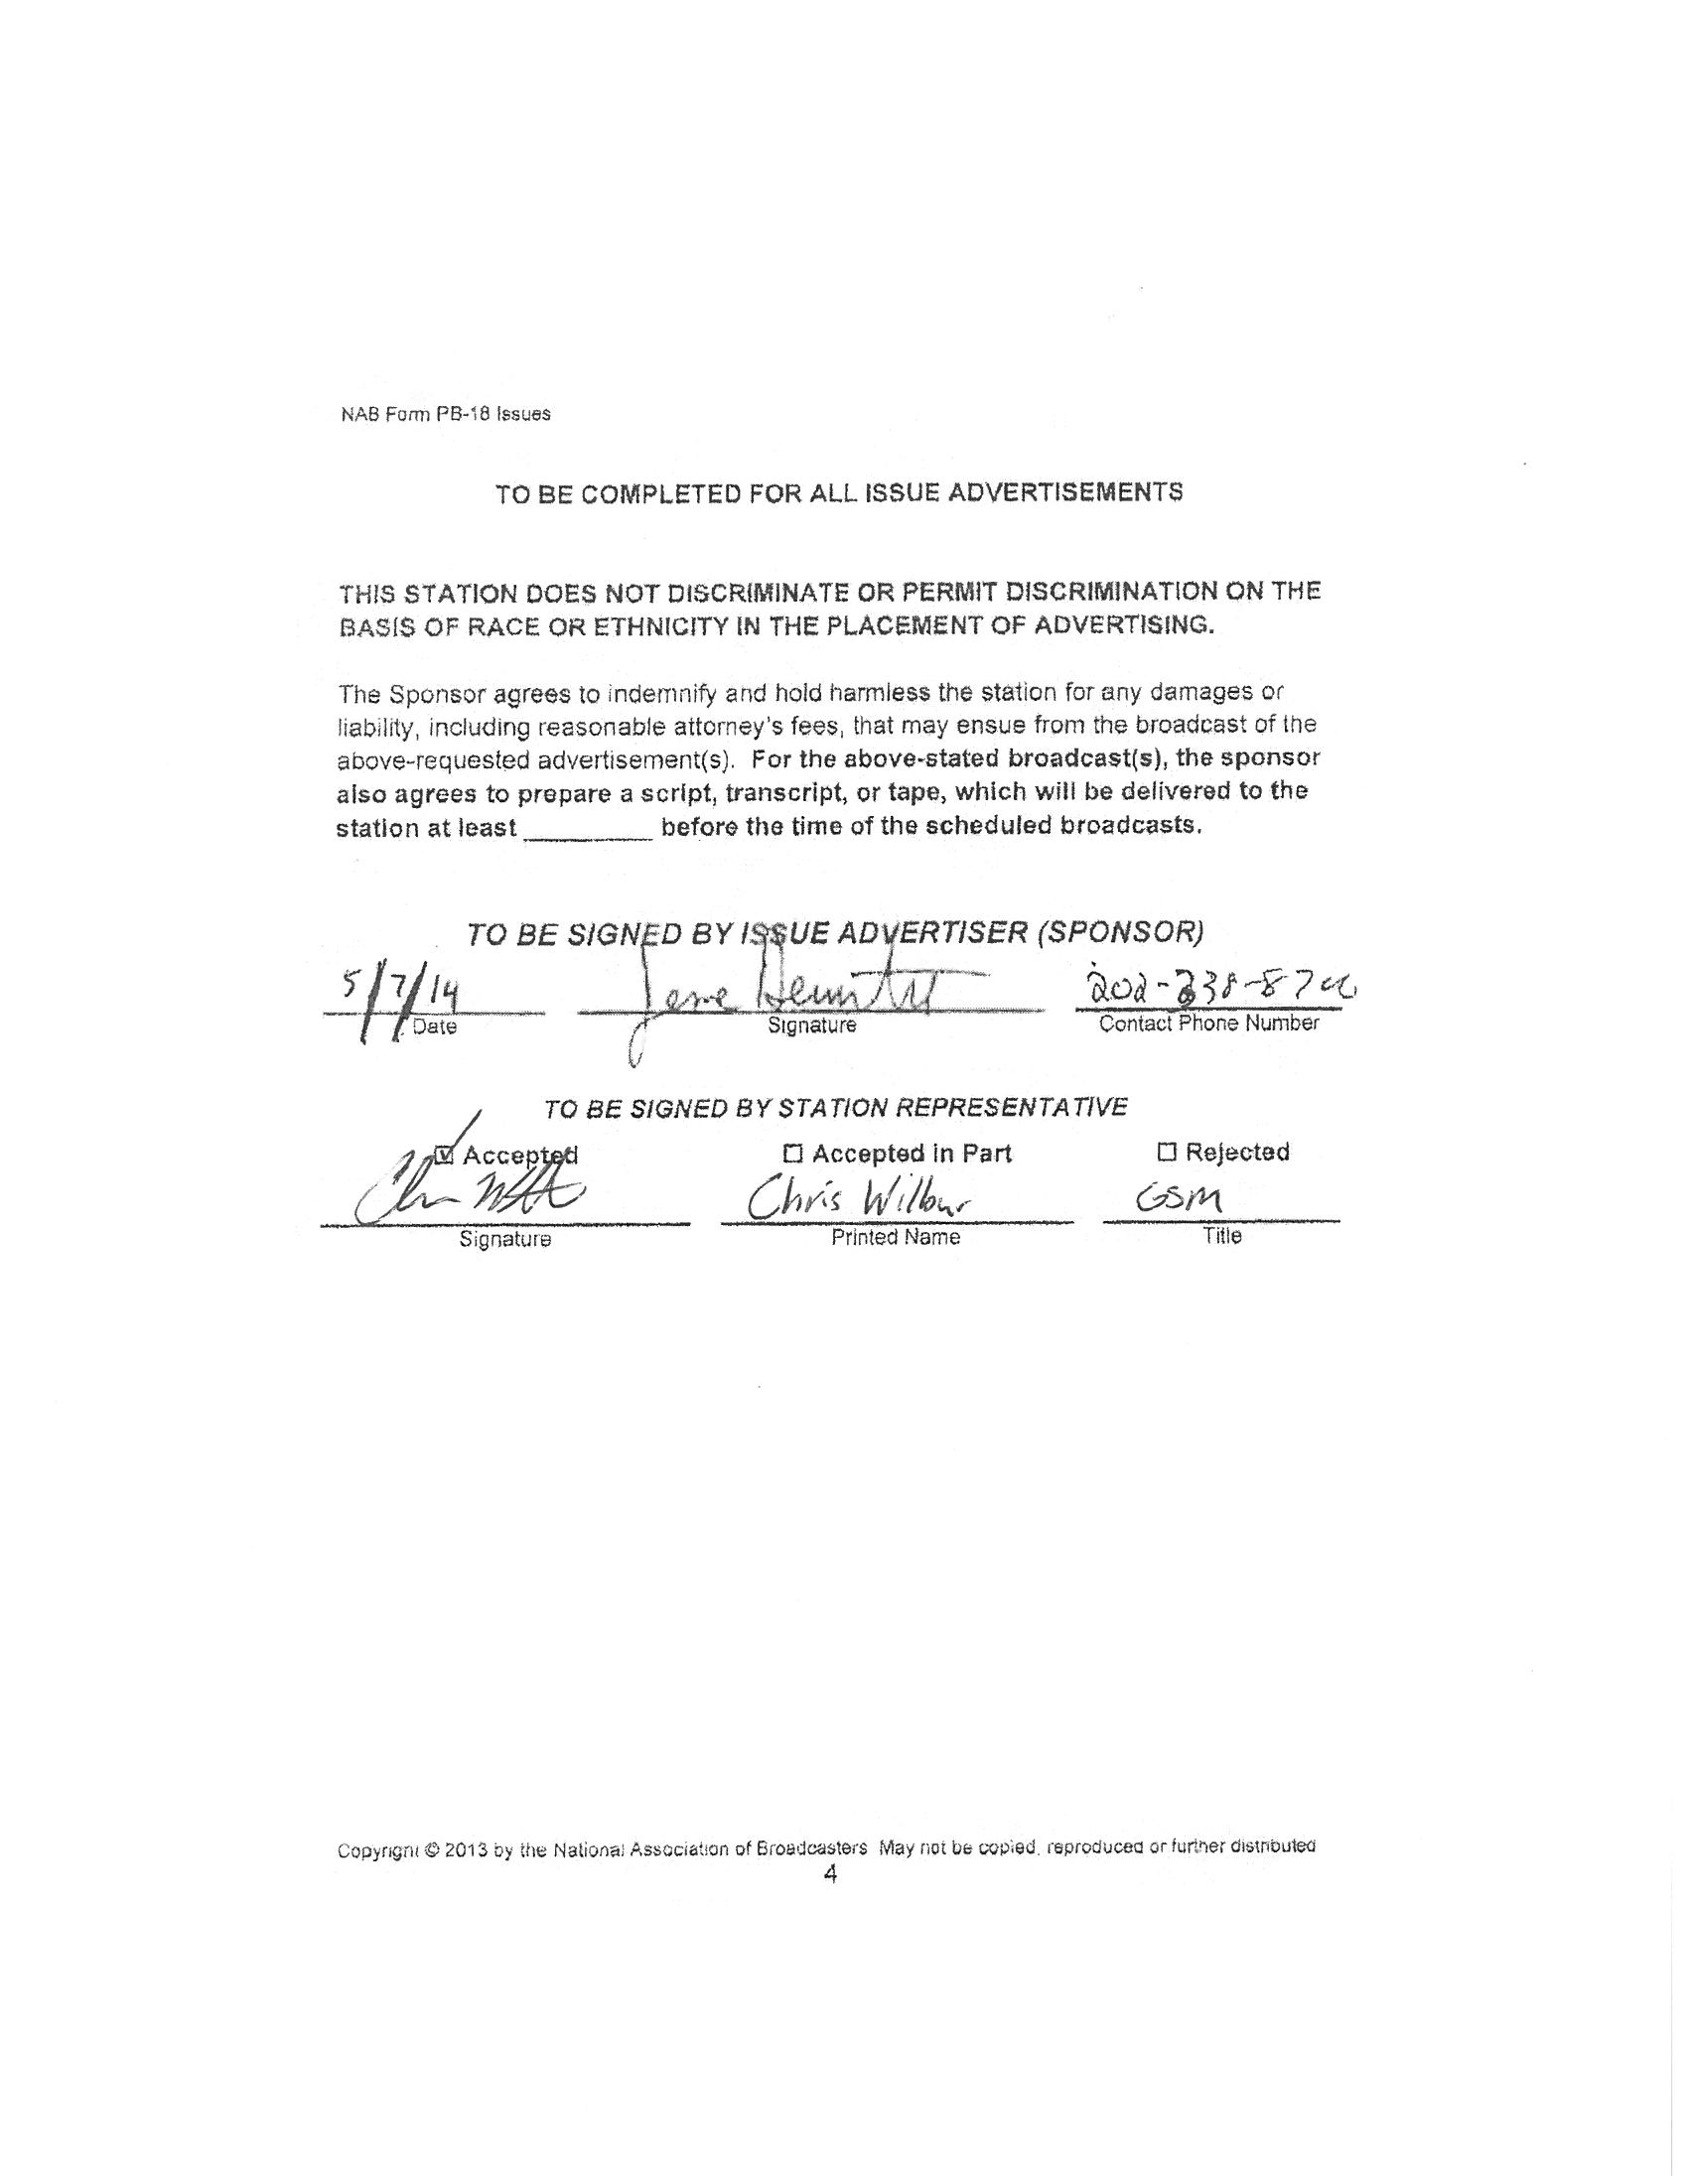 NAB Form PB-18 Issues
TO BE COMPLETED FOR ALL ISSUE ADVERTISEMENTS
THIS STATION DOES NOT DISCRIMINATE OR PERMIT DISCRIMINATION ON THE
BASIS OF RACE OR ETHNICITY IN THE PLACEMENT OF ADVERTISING.
The Sponsor agrees to indemnify and hold harmless the station for any damages or
liability, including reasonable attorney's fees, that may ensue from the broadcast of the
above-requested advertisement(s). For the above-stated broadcast(s), the sponsor
also agrees to prepare a script, transcript, or tape, which will be delivered to the
station at least _________ before the time of the scheduled broadcasts.
TO BE SIGNED BY ISSUE ADVERTISER (SPONSOR)
5/7/14
Date Signature Contact Phone Number
TO BE SIGNED BY STATION REPRESENTATIVE
☑ Accepted ☐ Accepted in Part ☐ Rejected
Chris Wilbur GSM
Signature Printed Name Title
Copyright © 2013 by the National Association of Broadcasters May not be copied, reproduced or further distributed
4